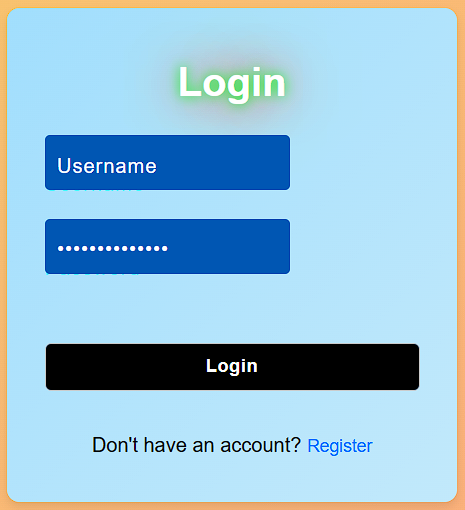 Login
Username
••••••••••••••
Login
Don't have an account? Register